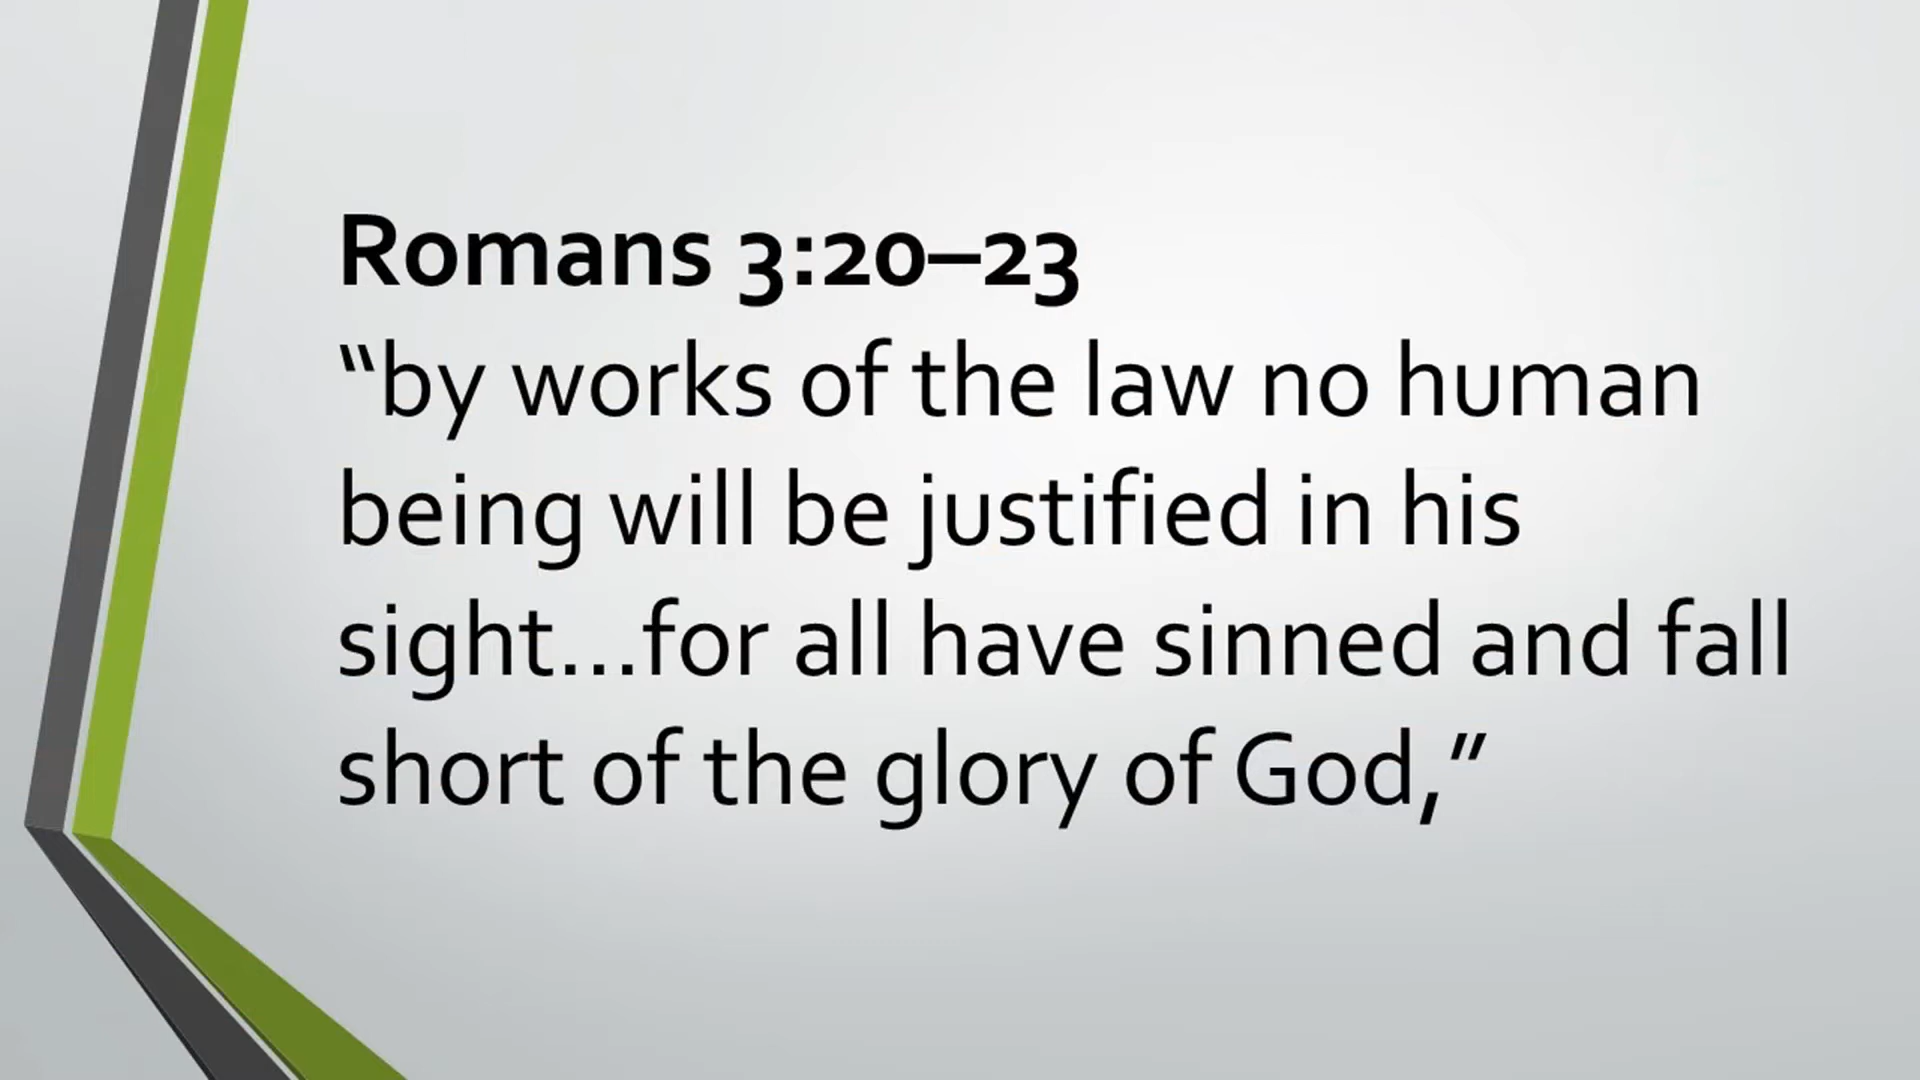 Romans 3:20–23
“by works of the law no human
being will be justified in his
sight…for all have sinned and fall
short of the glory of God,”